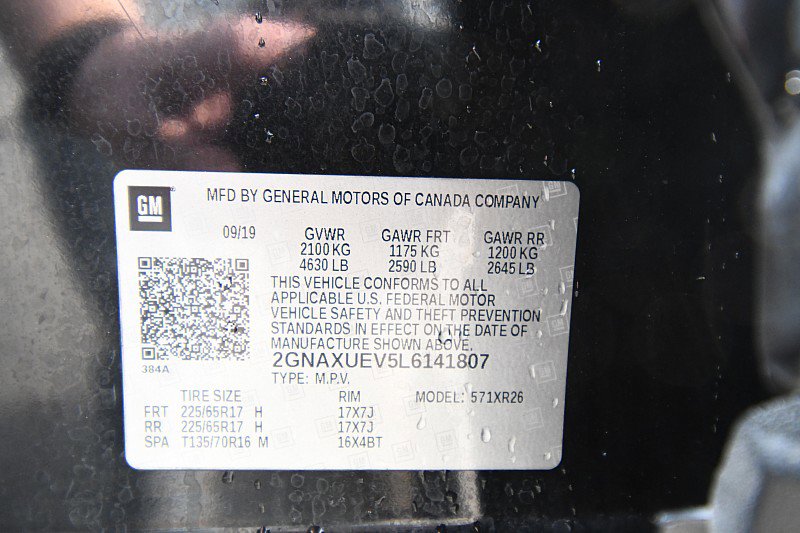 GM
MFD BY GENERAL MOTORS OF CANADA COMPANY
09/19 GVWR GAWR FRT GAWR RR
2100 KG 1175 KG 1200 KG
4630 LB 2590 LB 2645 LB
THIS VEHICLE CONFORMS TO ALL
APPLICABLE U.S. FEDERAL MOTOR
VEHICLE SAFETY AND THEFT PREVENTION
STANDARDS IN EFFECT ON THE DATE OF
MANUFACTURE SHOWN ABOVE.
384A
2GNAXUEV5L6141807
TYPE: M.P.V.
TIRE SIZE RIM MODEL: 571XR26
FRT 225/65R17 H 17X7J
RR 225/65R17 H 17X7J
SPA T135/70R16 M 16X4BT